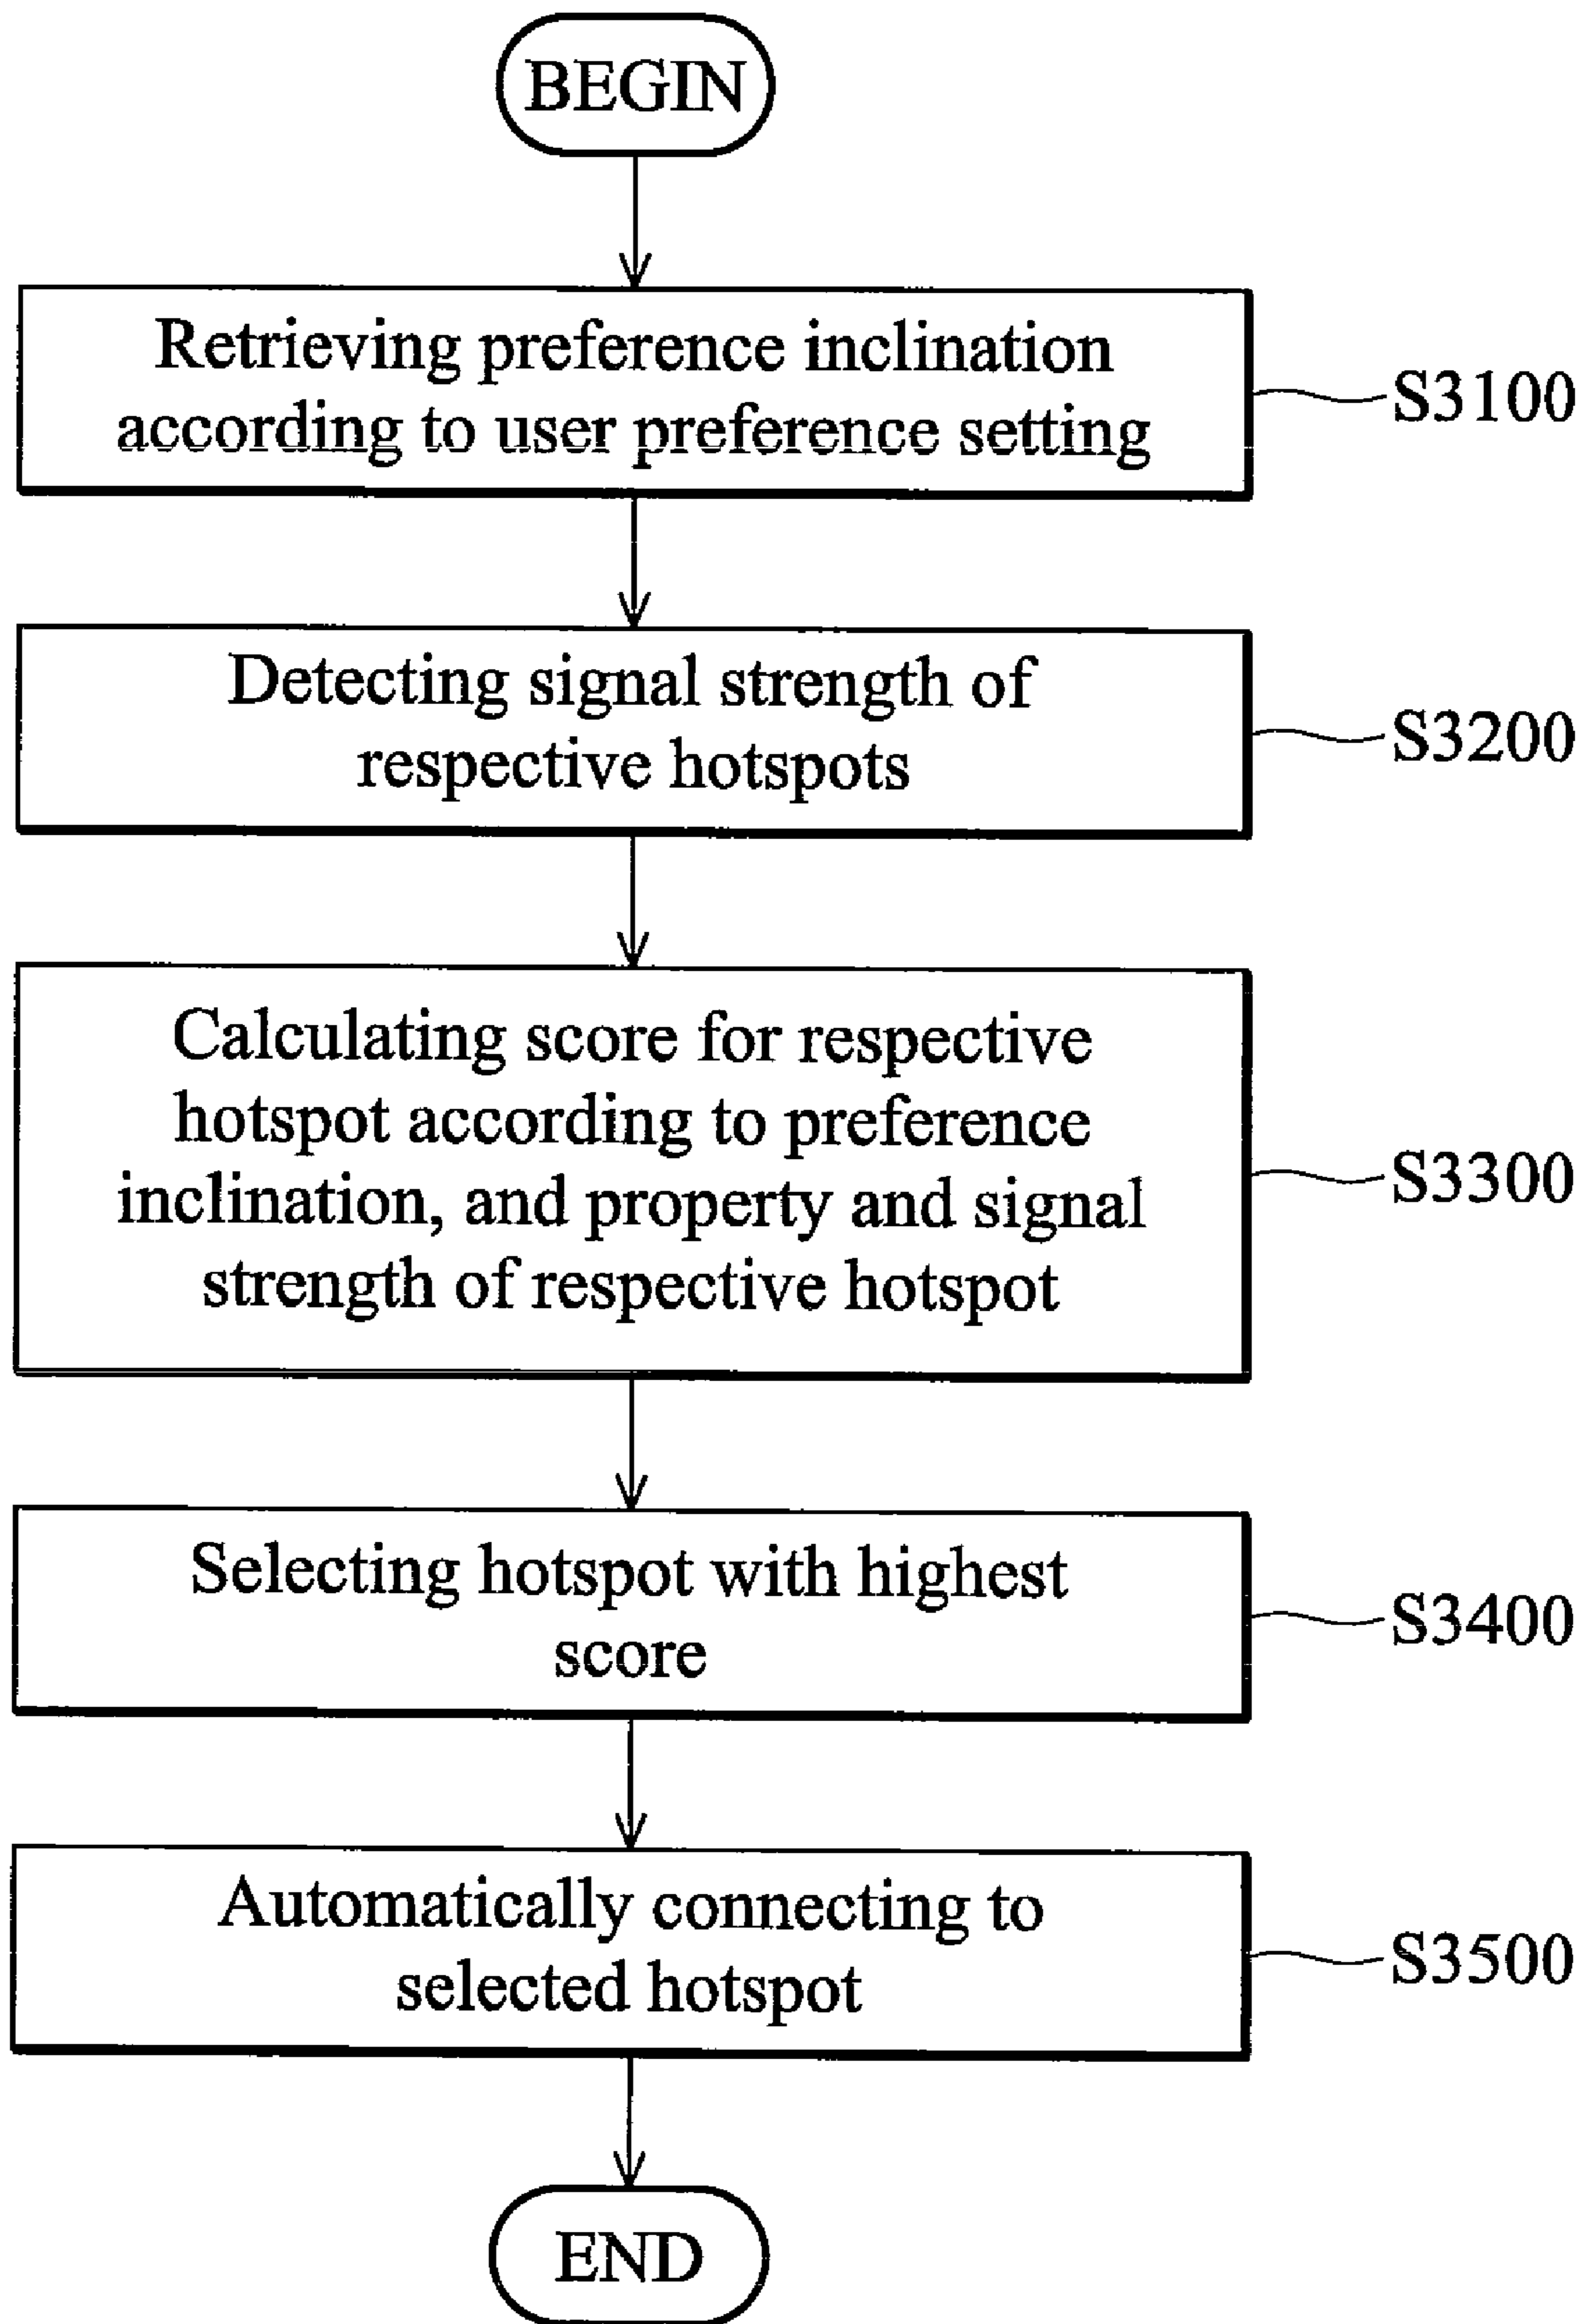 BEGIN
Retrieving preference inclination
according to user preference setting
S3100
Detecting signal strength of
respective hotspots
S3200
Calculating score for respective
hotspot according to preference
inclination, and property and signal
strength of respective hotspot
S3300
Selecting hotspot with highest
score
S3400
Automatically connecting to
selected hotspot
S3500
END